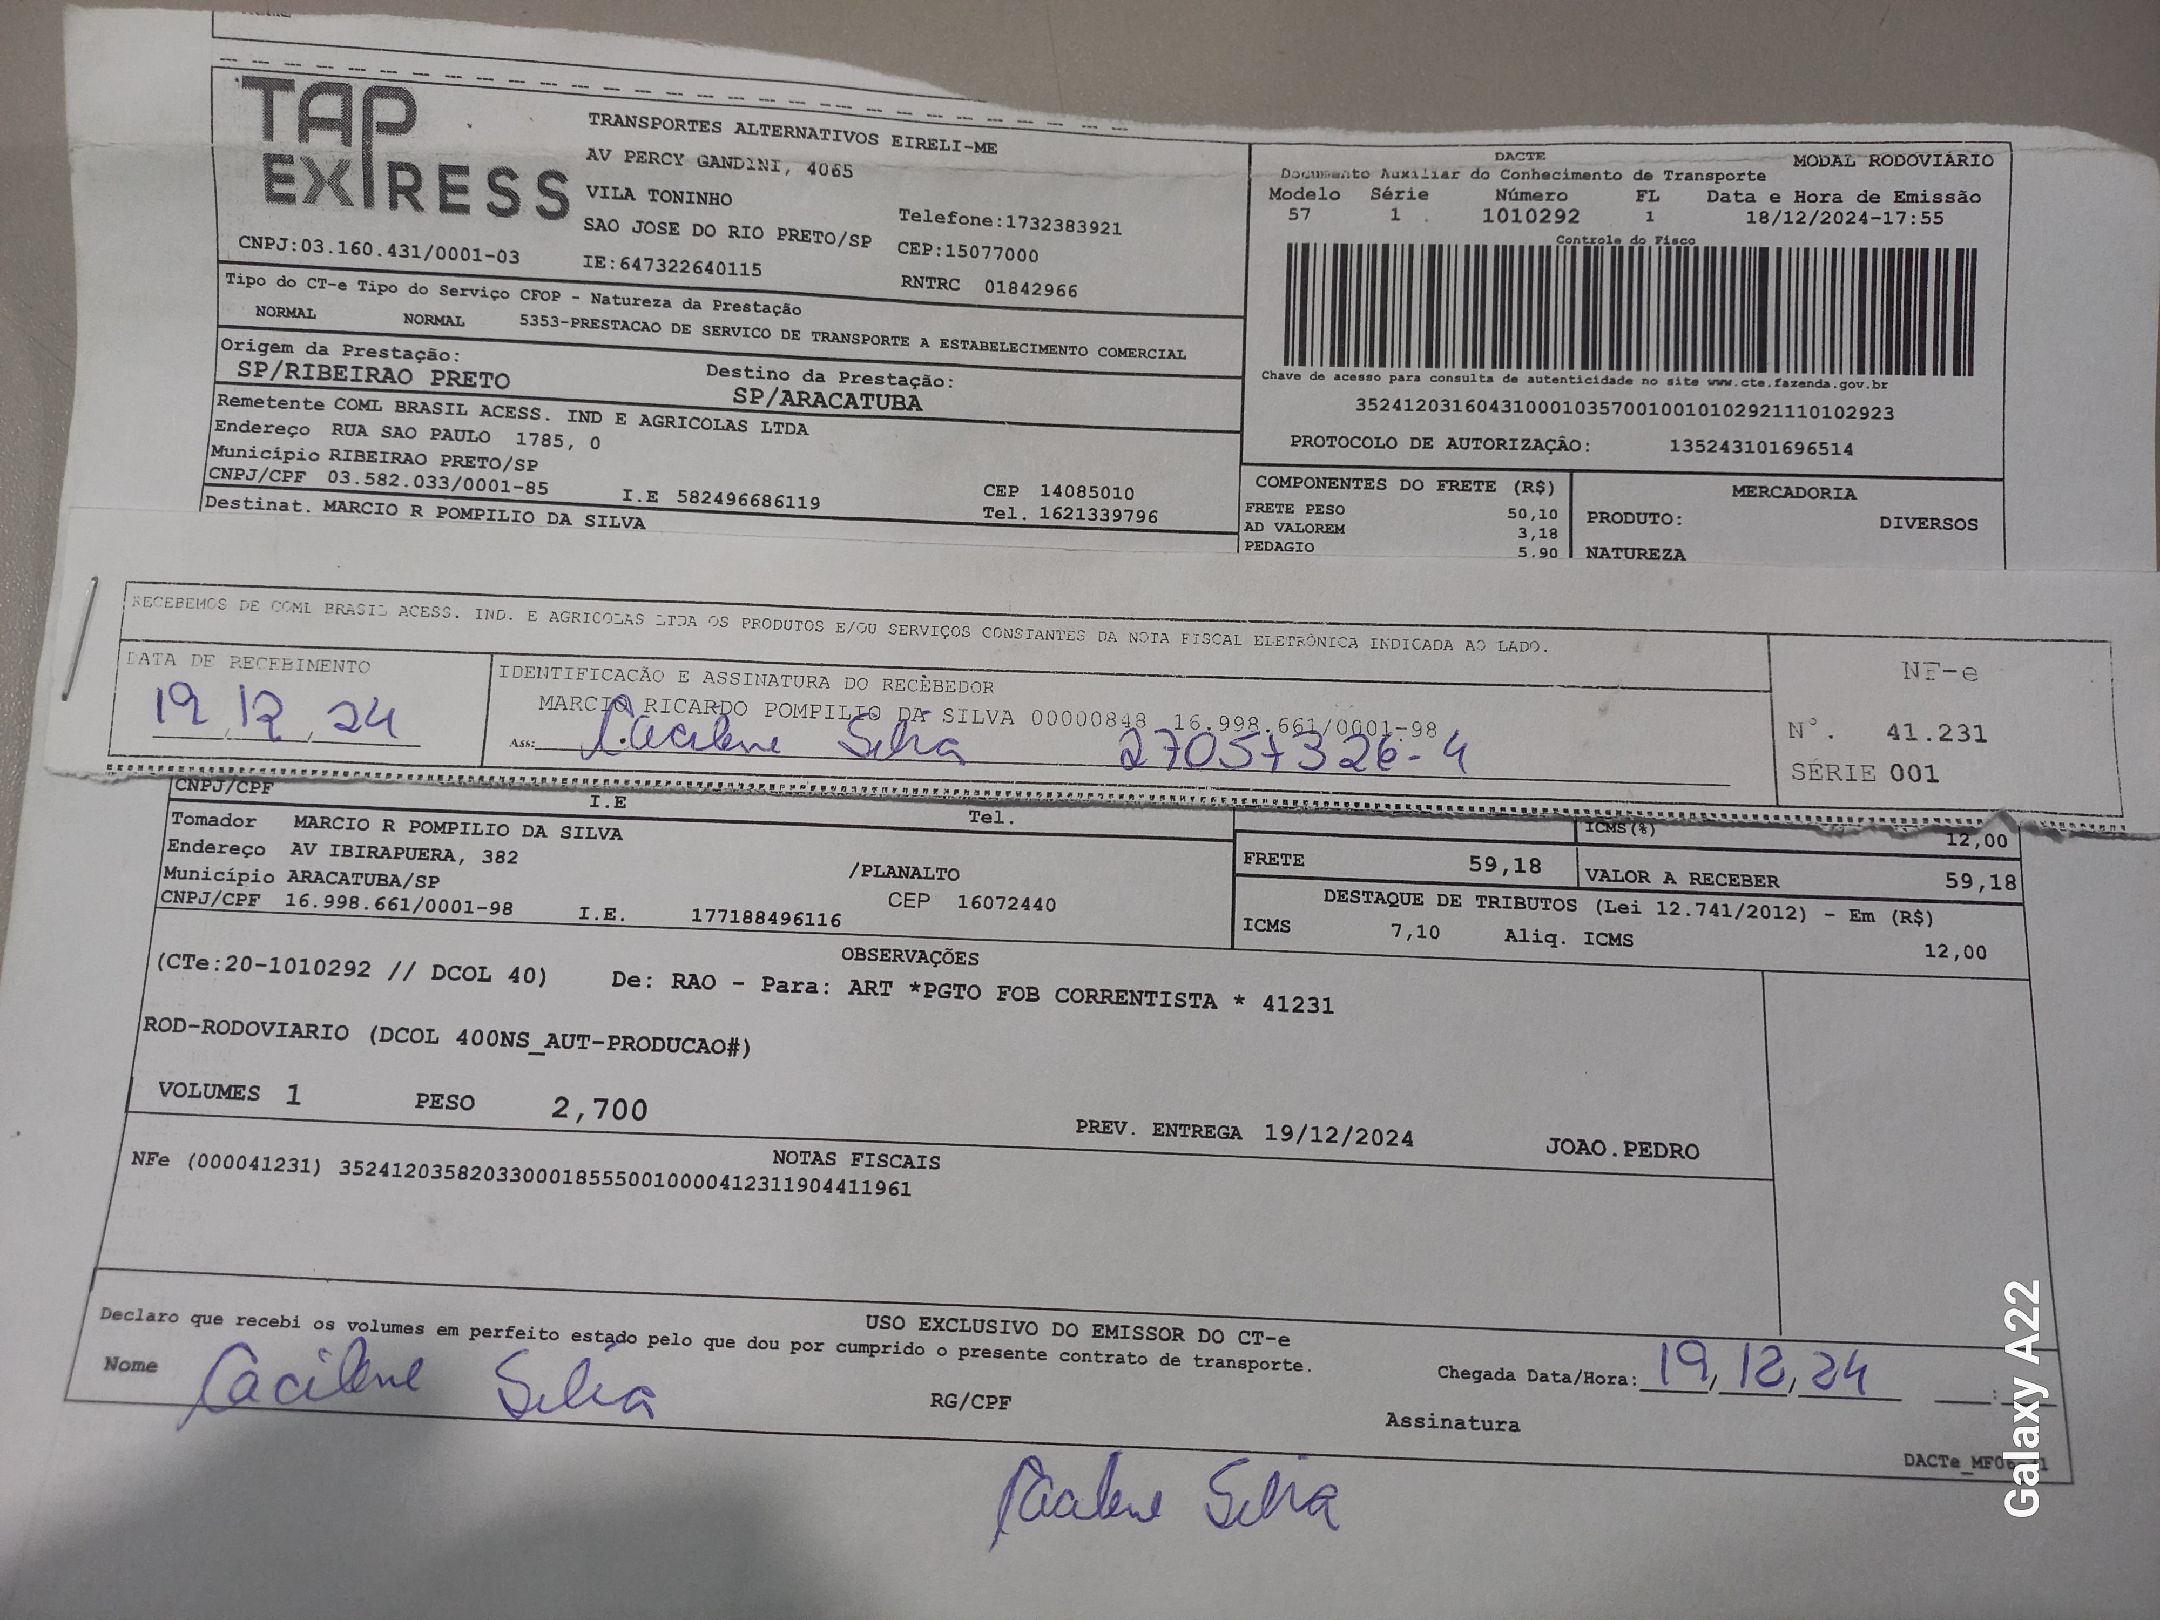 TAP EXPRESS
TRANSPORTES ALTERNATIVOS EIRELI-ME
AV PERCY GANDINI, 4065
VILA TONINHO
SAO JOSE DO RIO PRETO/SP
Telefone:1732383921
CEP:15077000
CNPJ:03.160.431/0001-03
IE:647322640115
RNTRC 01842966
DACTE
MODAL RODOVIÁRIO
Documento Auxiliar do Conhecimento de Transporte
Modelo Série Número FL Data e Hora de Emissão
57 1 1010292 1 18/12/2024-17:55
Controle do Fisco
Chave de acesso para consulta de autenticidade no site www.cte.fazenda.gov.br
35241203160431000103570010010102921110102923
PROTOCOLO DE AUTORIZAÇÃO: 135243101696514
Tipo do CT-e Tipo do Serviço CFOP - Natureza da Prestação
NORMAL NORMAL 5353-PRESTACAO DE SERVICO DE TRANSPORTE A ESTABELECIMENTO COMERCIAL
Origem da Prestação:
SP/RIBEIRAO PRETO
Destino da Prestação:
SP/ARACATUBA
Remetente COML BRASIL ACESS. IND E AGRICOLAS LTDA
Endereço RUA SAO PAULO 1785, 0
Município RIBEIRAO PRETO/SP
CNPJ/CPF 03.582.033/0001-85 I.E 582496686119
CEP 14085010
Tel. 1621339796
Destinat. MARCIO R POMPILIO DA SILVA
COMPONENTES DO FRETE (R$)
FRETE PESO 50,10
AD VALOREM 3,18
PEDAGIO 5.90
MERCADORIA
PRODUTO: DIVERSOS
NATUREZA
RECEBEMOS DE COML BRASIL ACESS. IND. E AGRICOLAS LTDA OS PRODUTOS E/OU SERVIÇOS CONSTANTES DA NOTA FISCAL ELETRÔNICA INDICADA AO LADO.
DATA DE RECEBIMENTO
19 12 24
IDENTIFICAÇÃO E ASSINATURA DO RECEBEDOR
MARCIO RICARDO POMPILIO DA SILVA 00000848 16.998.661/0001-98
Ass: Cacilene Silva 27057326-4
NF-e
Nº. 41.231
SÉRIE 001
CNPJ/CPF I.E Tel.
Tomador MARCIO R POMPILIO DA SILVA
Endereço AV IBIRAPUERA, 382 /PLANALTO
Município ARACATUBA/SP CEP 16072440
CNPJ/CPF 16.998.661/0001-98 I.E. 177188496116
ICMS(%) 12,00
FRETE 59,18 VALOR A RECEBER 59,18
DESTAQUE DE TRIBUTOS (Lei 12.741/2012) - Em (R$)
ICMS 7,10 Aliq. ICMS 12,00
OBSERVAÇÕES
(CTe:20-1010292 // DCOL 40) De: RAO - Para: ART *PGTO FOB CORRENTISTA * 41231
ROD-RODOVIARIO (DCOL 400NS_AUT-PRODUCAO#)
VOLUMES 1 PESO 2,700 PREV. ENTREGA 19/12/2024 JOAO.PEDRO
NOTAS FISCAIS
NFe (000041231) 35241203582033000185550010000412311904411961
USO EXCLUSIVO DO EMISSOR DO CT-e
Declaro que recebi os volumes em perfeito estado pelo que dou por cumprido o presente contrato de transporte.
Nome Cacilene Silva RG/CPF
Chegada Data/Hora: 19, 12, 24
Assinatura
Cacilene Silva
Galaxy A22